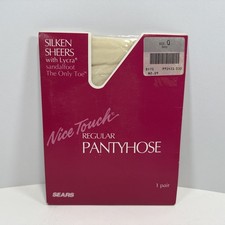 SILKEN
SHEERS
with Lycra®
sandalfoot
The Only Toe
Nice Touch
REGULAR
PANTYHOSE
1 pair
SEARS